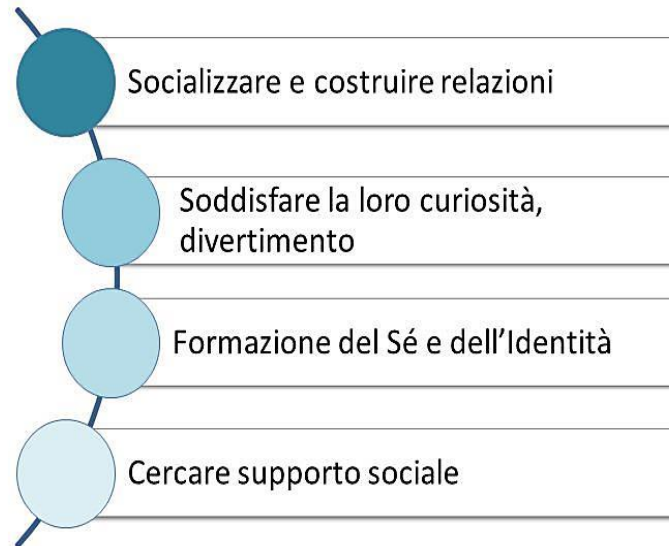 Socializzare e costruire relazioni
Soddisfare la loro curiosità,
divertimento
Formazione del Sé e dell'Identità
Cercare supporto sociale